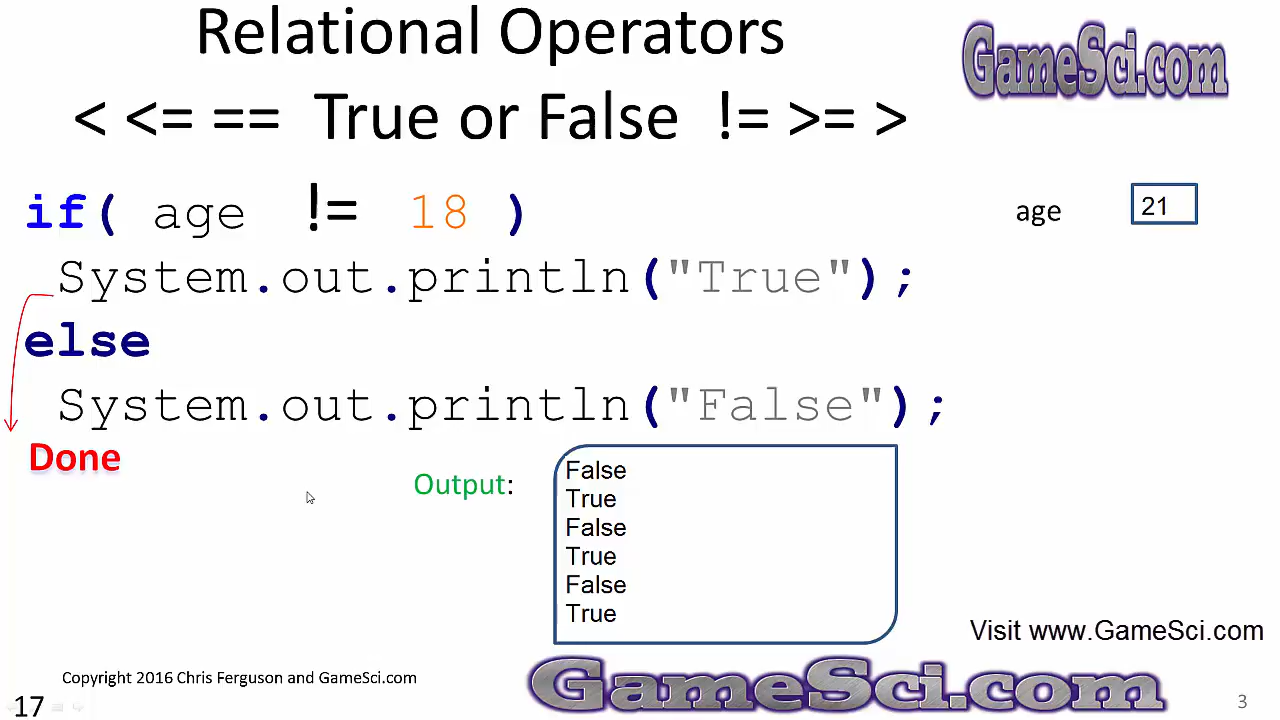 Relational Operators
GameSci.com
< <= == True or False != >= >
if( age != 18 )
age 21
System.out.println("True");
else
System.out.println("False");
Done
Output:
False
True
False
True
False
True
Visit www.GameSci.com
Copyright 2016 Chris Ferguson and GameSci.com
GameSci.com
17
3